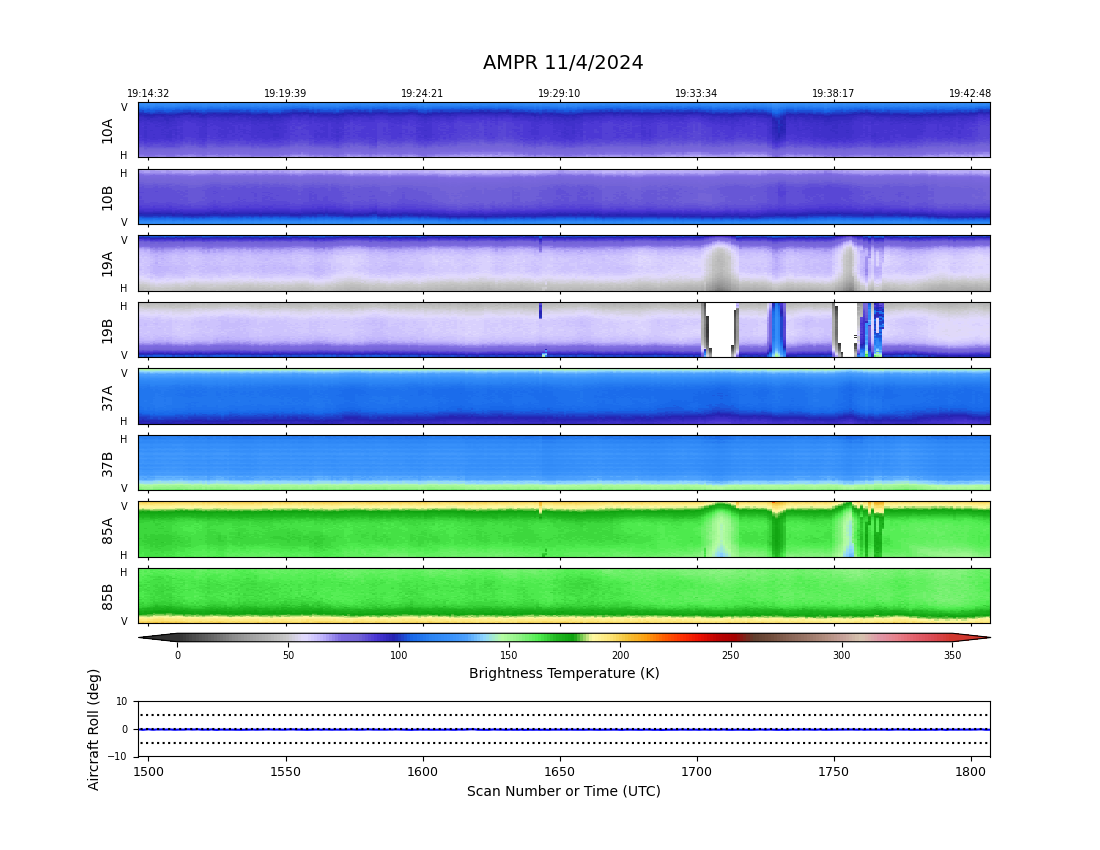 AMPR 11/4/2024
19:14:32 19:19:39 19:24:21 19:29:10 19:33:34 19:38:17 19:42:48
V
10A
H
H
10B
V
V
19A
H
H
19B
V
V
37A
H
H
37B
V
V
85A
H
H
85B
V
0 50 100 150 200 250 300 350
Brightness Temperature (K)
Aircraft Roll (deg)
10
0
−10
1500 1550 1600 1650 1700 1750 1800
Scan Number or Time (UTC)